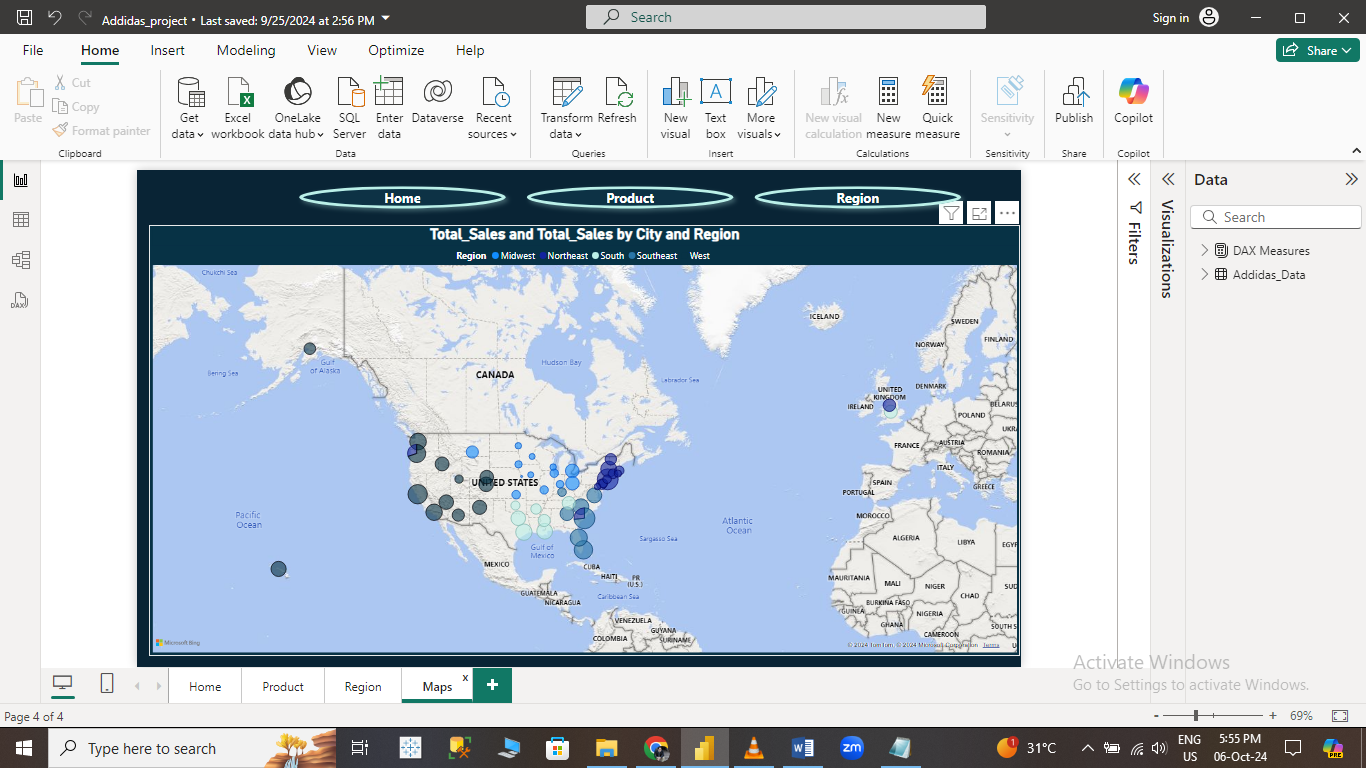 Addidas_project • Last saved: 9/25/2024 at 2:56 PM
Search
Sign in
File Home Insert Modeling View Optimize Help
Share
Paste
Cut
Copy
Format painter
Clipboard
Get data
Excel workbook
OneLake data hub
SQL Server
Enter data
Dataverse
Recent sources
Data
Transform data
Refresh
Queries
New visual
Text box
More visuals
Insert
New visual calculation
New measure
Quick measure
Calculations
Sensitivity
Sensitivity
Publish
Share
Copilot
Copilot
Home Product Region
Total_Sales and Total_Sales by City and Region
Region Midwest Northeast South Southeast West
Chukchi Sea
ICELAND
SWEDEN
NORWAY
FINLAND
Gulf of Alaska
Bering Sea
Hudson Bay
CANADA
Labrador Sea
UNITED KINGDOM
DENMARK
IRELAND
BELARUS
POLAND
UKRA
FRANCE
AUSTRIA
ROMANIA
ITALY
UNITED STATES
SPAIN
PORTUGAL
GREECE
Pacific Ocean
Atlantic Ocean
MOROCCO
Sargasso Sea
ALGERIA
LIBYA
EGYP
Gulf of Mexico
MEXICO
CUBA
HAITI
PR (U.S.)
MAURITANIA
MALI
NIGER
SUD
CHAD
GUATEMALA
NICARAGUA
Caribbean Sea
BURKINA FASO
GUINEA
NIGERIA
GHANA
SOUTH S
CAMEROON
VENEZUELA
GUYANA
COLOMBIA
SURINAME
Microsoft Bing
© 2024 TomTom, © 2024 Microsoft Corporation Terms
Filters
Visualizations
Data
Search
DAX Measures
Addidas_Data
DAX
Activate Windows
Go to Settings to activate Windows.
Home Product Region Maps x +
Page 4 of 4
- + 69%
Type here to search
zm
1
31°C
ENG
US
5:55 PM
06-Oct-24
PRE